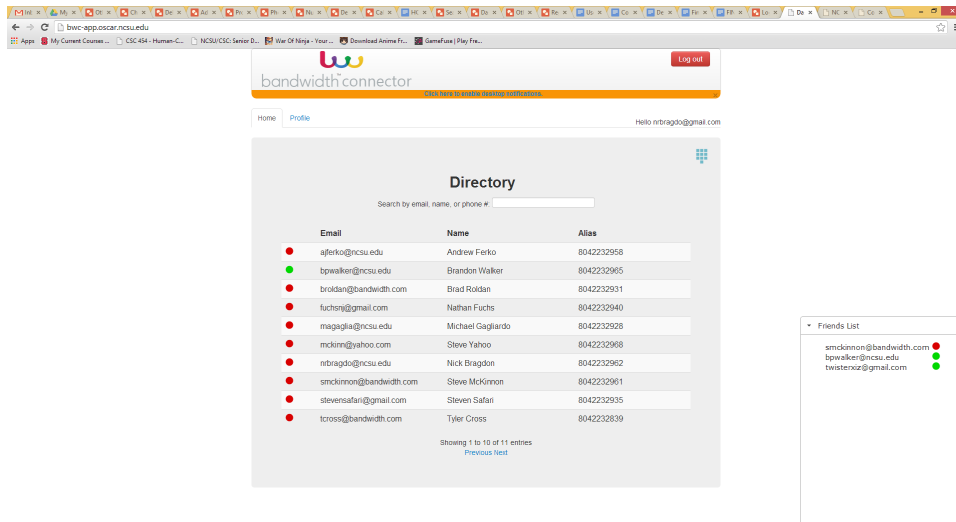 bwc-app.oscar.ncsu.edu
Apps My Current Courses ... CSC 454 - Human-C... NCSU/CSC: Senior D... War Of Ninja - Your ... Download Anime Fr... GameFuse | Play Fre...
bandwidth connector
Log out
Click here to enable desktop notifications.
Home Profile
Hello nrbragdo@gmail.com
Directory
Search by email, name, or phone #:
Email Name Alias
ajferko@ncsu.edu Andrew Ferko 8042232958
bpwalker@ncsu.edu Brandon Walker 8042232965
broldan@bandwidth.com Brad Roldan 8042232931
fuchsnj@gmail.com Nathan Fuchs 8042232940
magaglia@ncsu.edu Michael Gagliardo 8042232928
mckinn@yahoo.com Steve Yahoo 8042232968
nrbragdo@ncsu.edu Nick Bragdon 8042232962
smckinnon@bandwidth.com Steve McKinnon 8042232961
stevensafari@gmail.com Steven Safari 8042232935
tcross@bandwidth.com Tyler Cross 8042232839
Showing 1 to 10 of 11 entries
Previous Next
Friends List
smckinnon@bandwidth.com
bpwalker@ncsu.edu
twisterxiz@gmail.com